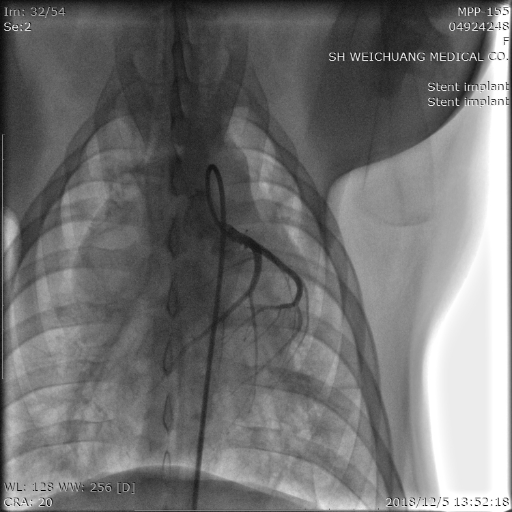 Im: 32/54
Se:2
MPP-155
04924248
F
SH WEICHUANG MEDICAL CO.
Stent implant
Stent implant
WL: 128 WW: 256 [D]
CRA: 20
2018/12/5 13:52:18